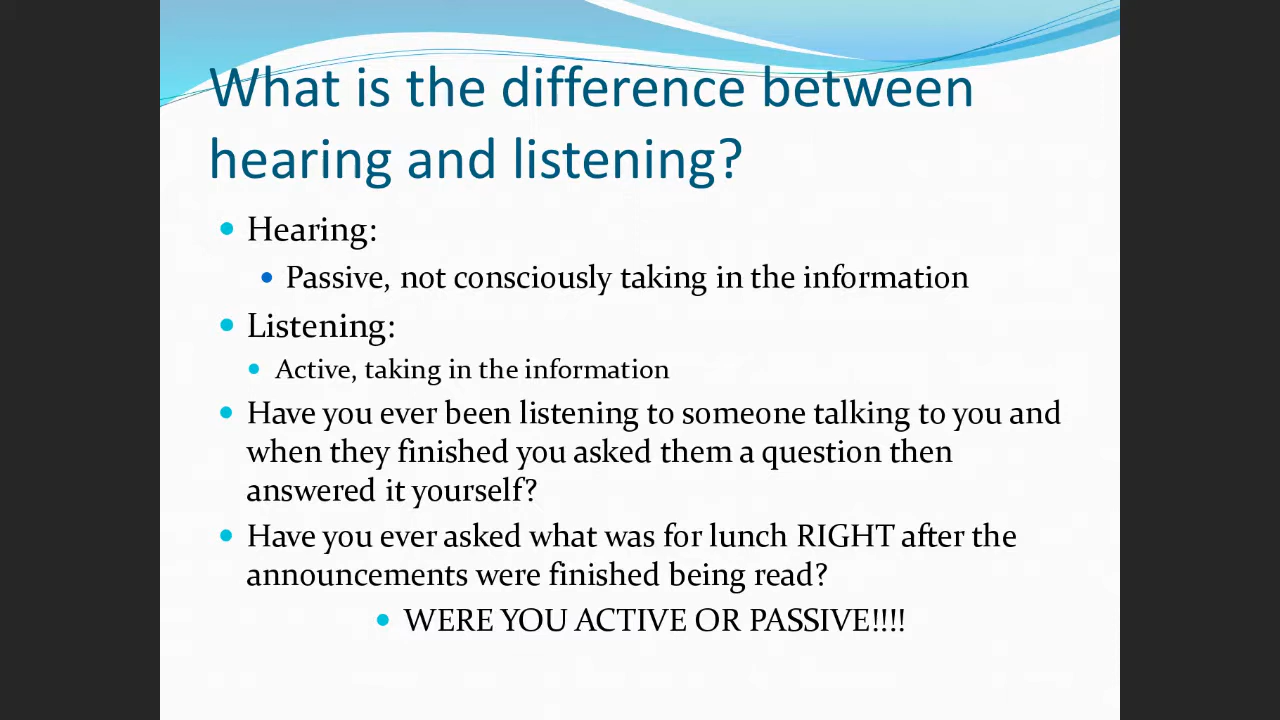 What is the difference between
hearing and listening?
• Hearing:
• Passive, not consciously taking in the information
• Listening:
• Active, taking in the information
• Have you ever been listening to someone talking to you and
when they finished you asked them a question then
answered it yourself?
• Have you ever asked what was for lunch RIGHT after the
announcements were finished being read?
• WERE YOU ACTIVE OR PASSIVE!!!!